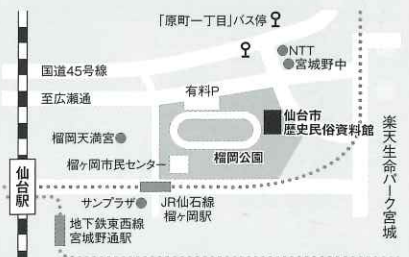 「原町一丁目」バス停
NTT
宮城野中
国道45号線
有料P
至広瀬通
仙台市
歴史民俗資料館
榴岡天満宮
榴岡公園
榴ヶ岡市民センター
楽天生命パーク宮城
仙台駅
サンプラザ
JR仙石線
榴ヶ岡駅
地下鉄東西線
宮城野通駅